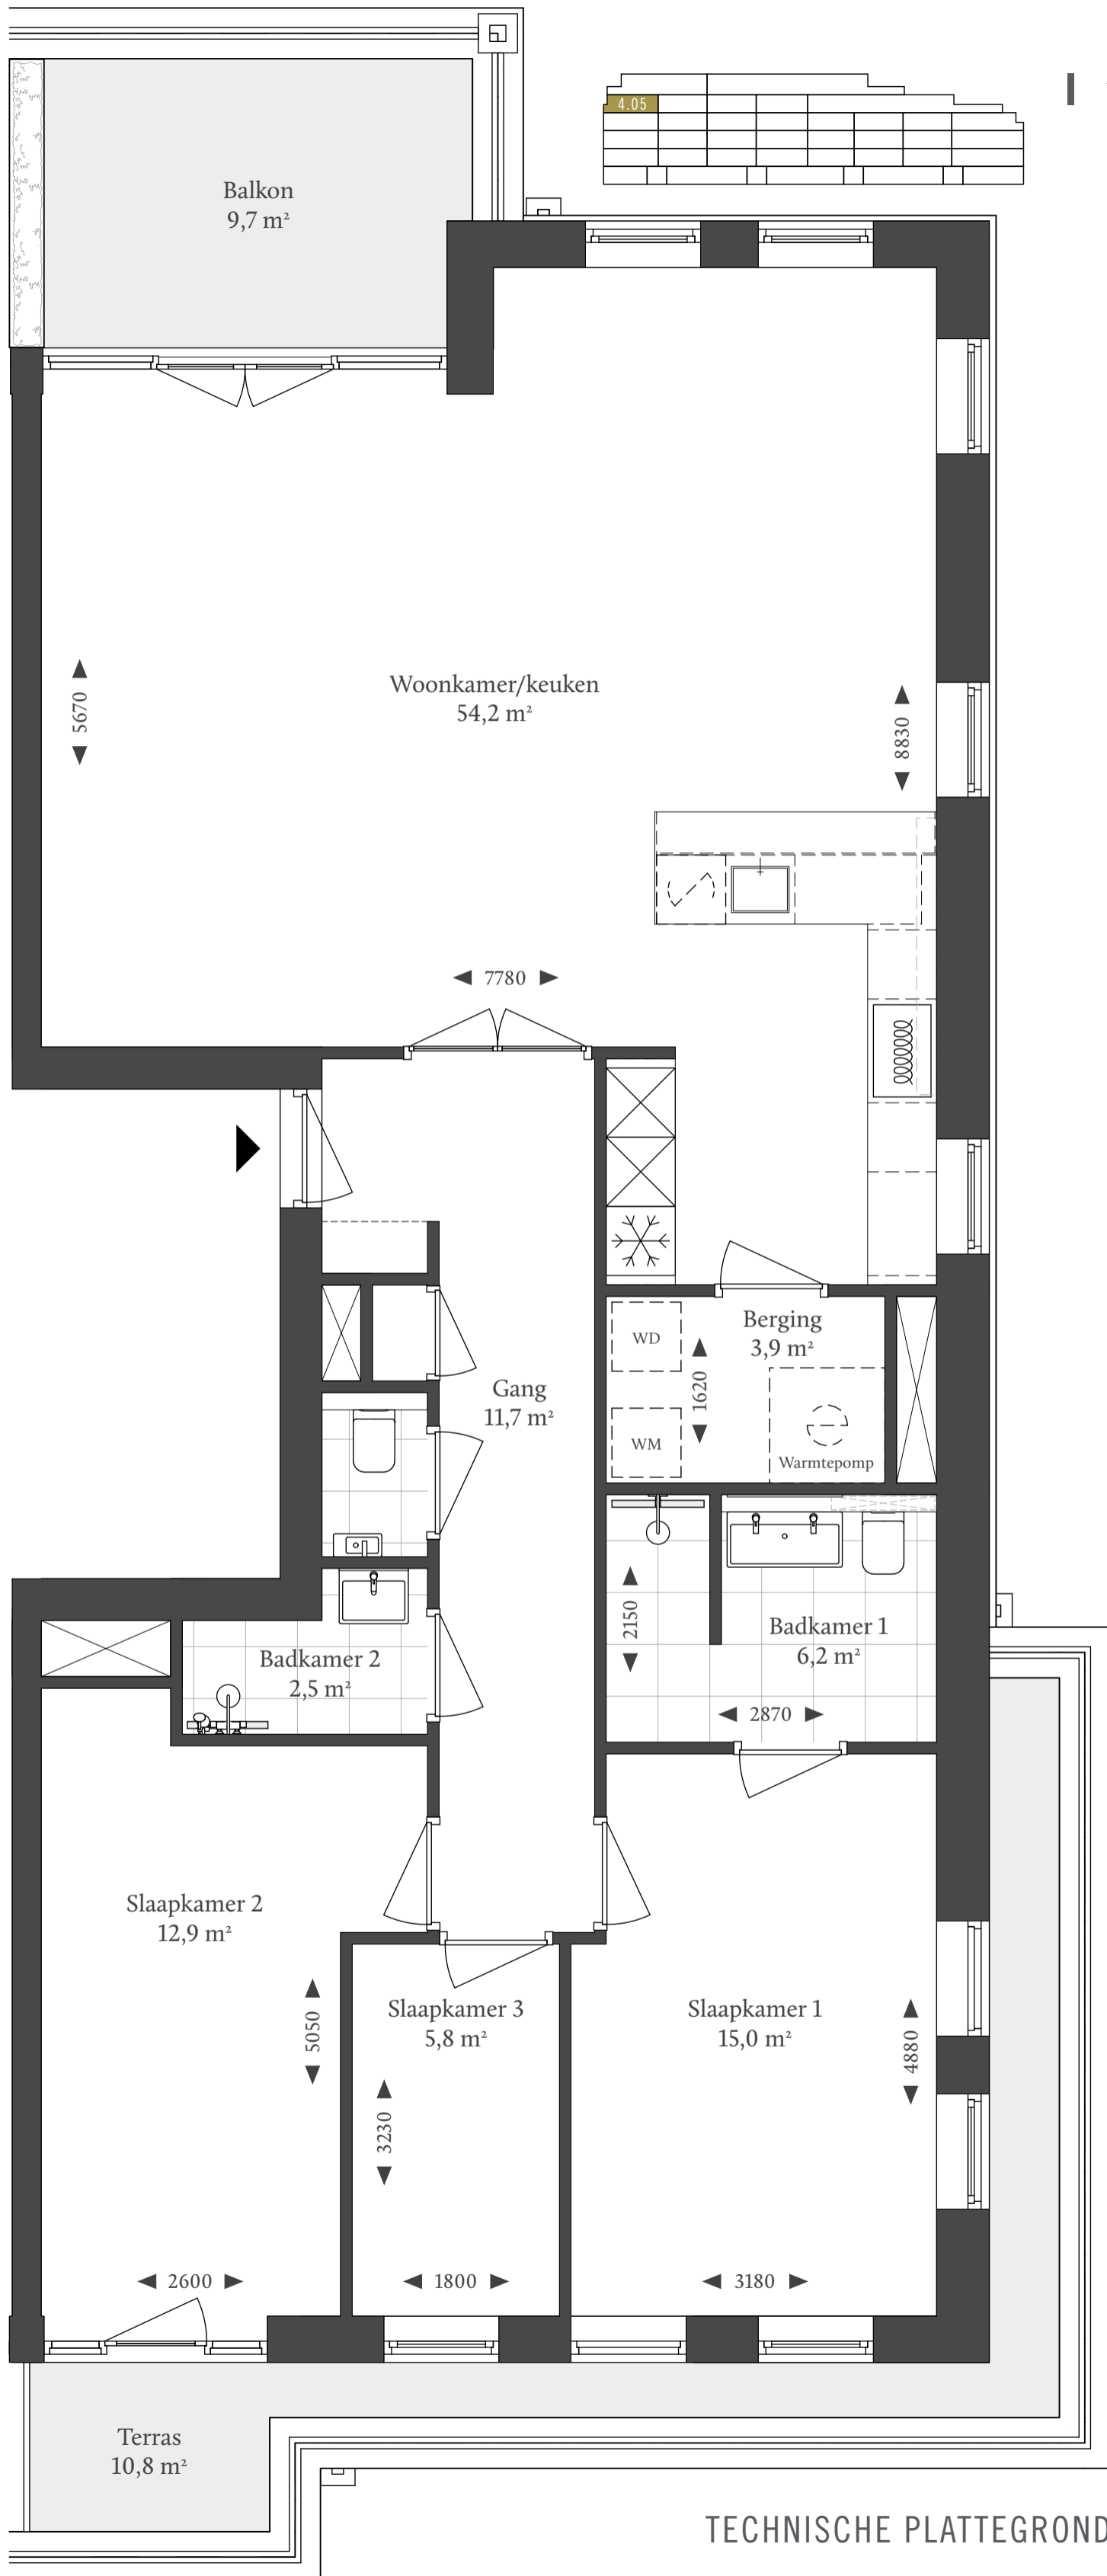 4.05
Balkon
9,7 m²
Woonkamer/keuken
54,2 m²
5670
8830
7780
Berging
3,9 m²
WD
1620
WM
Warmtepomp
Gang
11,7 m²
2150
Badkamer 1
6,2 m²
2870
Badkamer 2
2,5 m²
Slaapkamer 2
12,9 m²
5050
Slaapkamer 3
5,8 m²
3230
Slaapkamer 1
15,0 m²
4880
2600
1800
3180
Terras
10,8 m²
TECHNISCHE PLATTEGROND